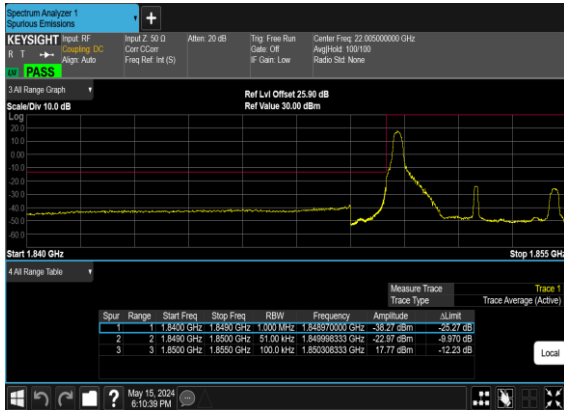 Spectrum Analyzer 1
Spurious Emissions
+
KEYSIGHT Input: RF
R T Coupling: DC
Align: Auto
LXI PASS
Input Z: 50 Ω
Corr CCorr
Freq Ref: Int (S)
Atten: 20 dB
Trig: Free Run
Gate: Off
IF Gain: Low
Center Freq: 22.005000000 GHz
Avg|Hold: 100/100
Radio Std: None
3 All Range Graph
Scale/Div 10.0 dB
Ref Lvl Offset 25.90 dB
Ref Value 30.00 dBm
Log
20.0
10.0
0.00
-10.0
-20.0
-30.0
-40.0
-50.0
-60.0
Start 1.840 GHz Stop 1.855 GHz
4 All Range Table
Measure Trace Trace 1
Trace Type Trace Average (Active)
Spur Range Start Freq Stop Freq RBW Frequency Amplitude ΔLimit
1 1 1.8400 GHz 1.8490 GHz 1.000 MHz 1.848970000 GHz -38.27 dBm -25.27 dB
2 2 1.8490 GHz 1.8500 GHz 51.00 kHz 1.849998333 GHz -22.97 dBm -9.970 dB
3 3 1.8500 GHz 1.8550 GHz 100.0 kHz 1.850308333 GHz 17.77 dBm -12.23 dB
Local
?
May 15, 2024
6:10:39 PM